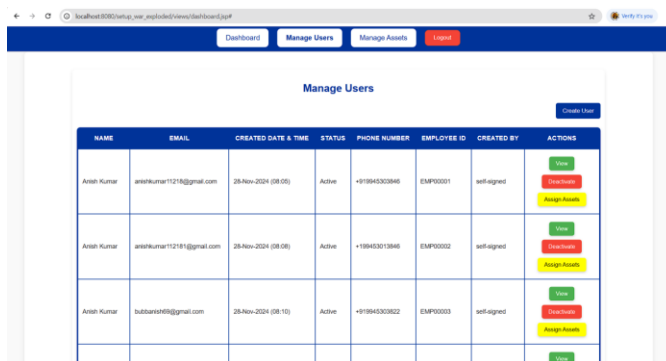 localhost:8080/setup_war_exploded/views/dashboard.jsp#
Verify it's you
Dashboard
Manage Users
Manage Assets
Logout
Manage Users
Create User
NAME EMAIL CREATED DATE & TIME STATUS PHONE NUMBER EMPLOYEE ID CREATED BY ACTIONS
Anish Kumar anishkumar11218@gmail.com 28-Nov-2024 (08:05) Active +919945303846 EMP00001 self-signed
View
Deactivate
Assign Assets
Anish Kumar anishkumar112181@gmail.com 28-Nov-2024 (08:08) Active +199453013846 EMP00002 self-signed
View
Deactivate
Assign Assets
Anish Kumar bubbanish69@gmail.com 28-Nov-2024 (08:10) Active +919945303822 EMP00003 self-signed
View
Deactivate
Assign Assets
View